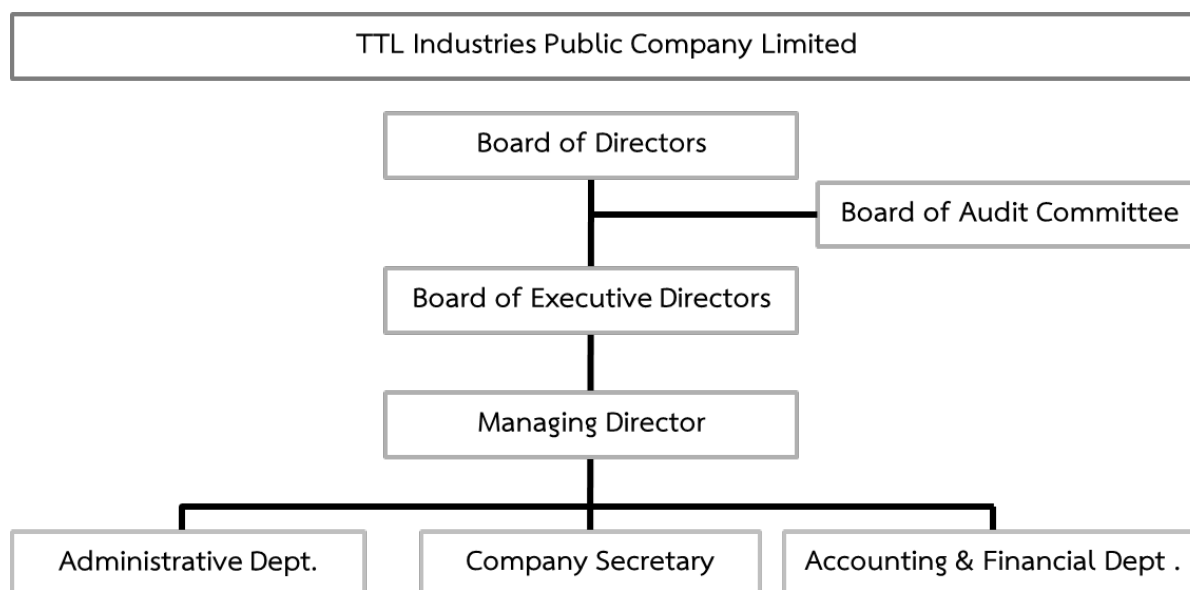 TTL Industries Public Company Limited
Board of Directors
Board of Audit Committee
Board of Executive Directors
Managing Director
Administrative Dept.
Company Secretary
Accounting & Financial Dept .